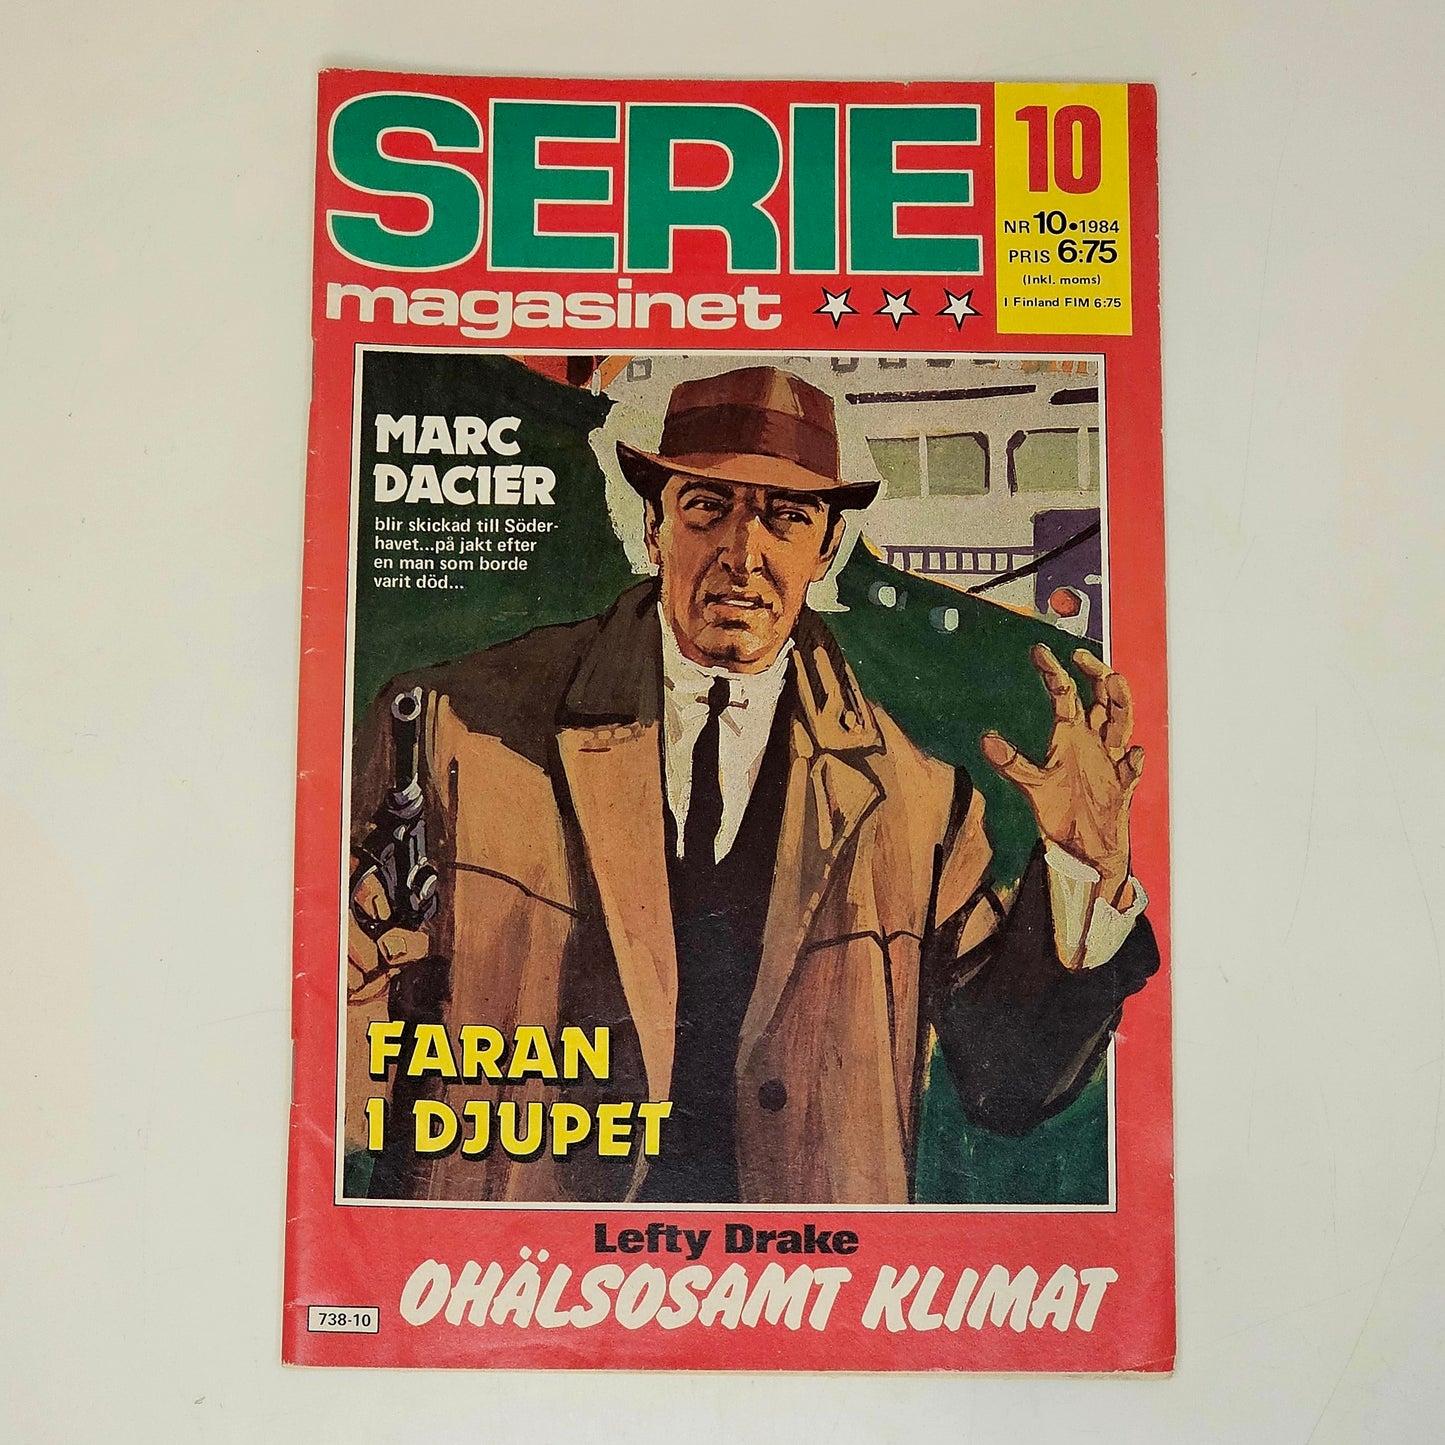 SERIE
magasinet
10
NR 10•1984
PRIS 6:75
(Inkl. moms)
I Finland FIM 6:75
MARC
DACIER
blir skickad till Söder-
havet...på jakt efter
en man som borde
varit död...
FARAN
I DJUPET
Lefty Drake
OHÄLSOSAMT KLIMAT
738-10